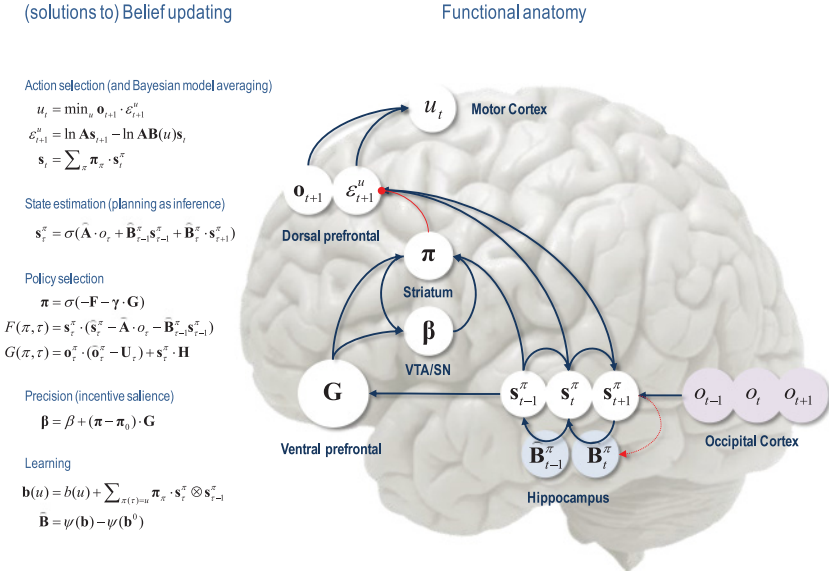 (solutions to) Belief updating
Functional anatomy
Action selection (and Bayesian model averaging)
u_t = min_u 𝐨_{t+1} · ε^u_{t+1}
ε^u_{t+1} = ln 𝐀𝐬_{t+1} − ln 𝐀𝐁(u)𝐬_t
𝐬_t = ∑_π 𝛑_π · 𝐬^π_t
State estimation (planning as inference)
𝐬^π_τ = σ(𝐀̂ · o_τ + 𝐁̂^π_{τ−1}𝐬^π_{τ−1} + 𝐁̂^π_τ · 𝐬^π_{τ+1})
Policy selection
𝛑 = σ(−𝐅 − 𝛄 · 𝐆)
F(π,τ) = 𝐬^π_τ · (𝐬̂^π_τ − 𝐀̂ · o_τ − 𝐁̂^π_{τ−1}𝐬^π_{τ−1})
G(π,τ) = 𝐨^π_τ · (𝐨̂^π_τ − 𝐔_τ) + 𝐬^π_τ · 𝐇
Precision (incentive salience)
𝛃 = β + (𝛑 − 𝛑_0) · 𝐆
Learning
𝐛(u) = b(u) + ∑_{π(τ)=u} 𝛑_π · 𝐬^π_τ ⊗ 𝐬^π_{τ−1}
𝐁̂ = ψ(𝐛) − ψ(𝐛^0)
u_t
Motor Cortex
𝐨_{t+1}
ε^u_{t+1}
Dorsal prefrontal
𝛑
Striatum
𝛃
VTA/SN
𝐆
Ventral prefrontal
𝐬^π_{t−1}
𝐬^π_t
𝐬^π_{t+1}
o_{t−1}
o_t
o_{t+1}
Occipital Cortex
𝐁^π_{t−1}
𝐁^π_t
Hippocampus